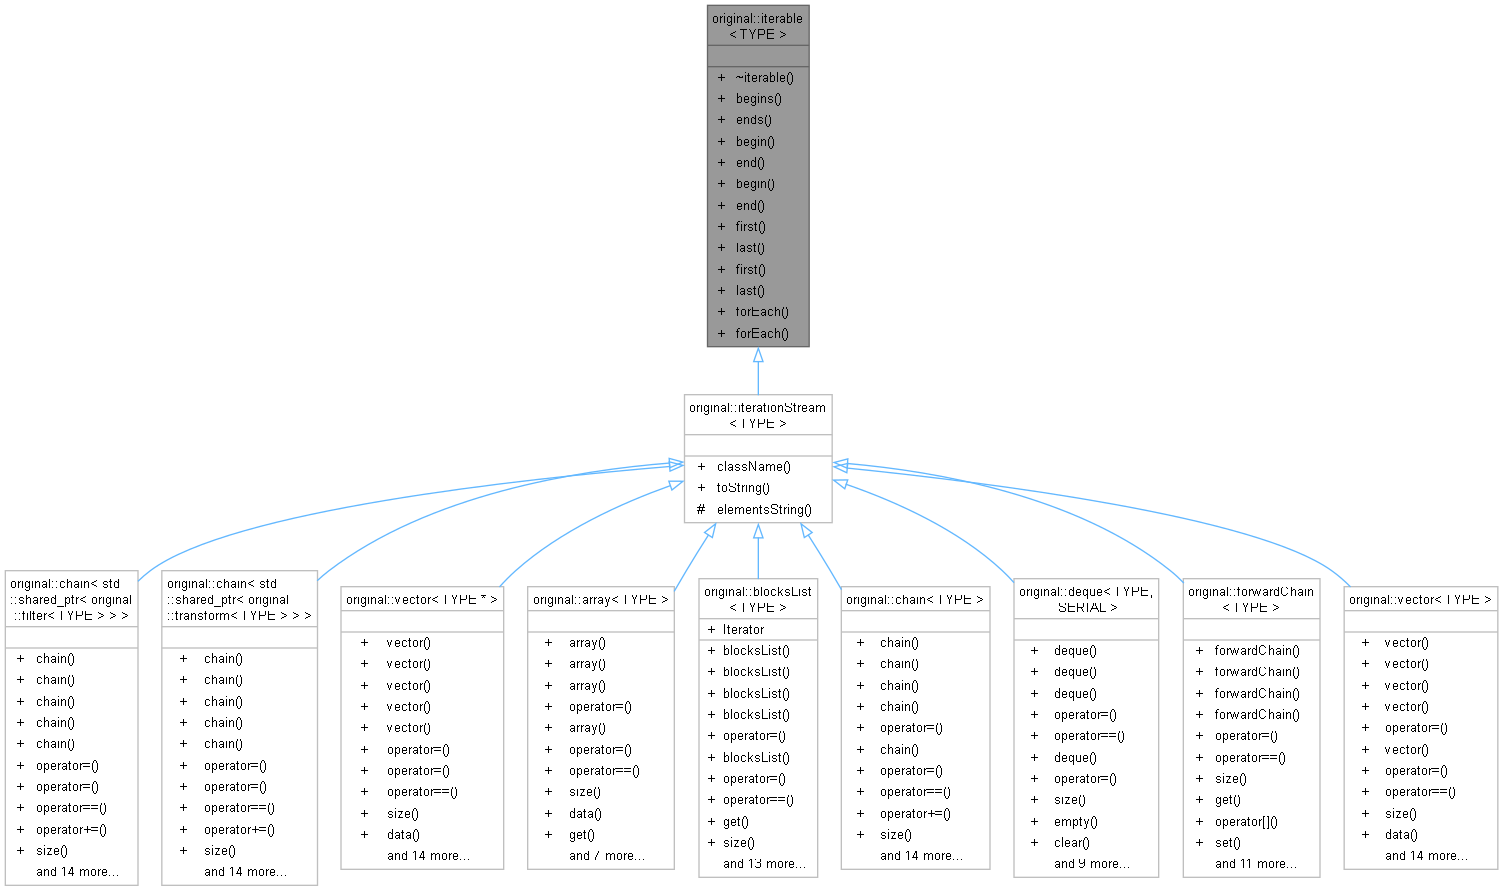 original::iterable
< TYPE >
+ ~iterable()
+ begins()
+ ends()
+ begin()
+ end()
+ begin()
+ end()
+ first()
+ last()
+ first()
+ last()
+ forEach()
+ forEach()
original::iterationStream
< TYPE >
+ className()
+ toString()
# elementsString()
original::chain< std
::shared_ptr< original
::filter< TYPE > > >
+ chain()
+ chain()
+ chain()
+ chain()
+ chain()
+ operator=()
+ operator=()
+ operator==()
+ operator+=()
+ size()
and 14 more...
original::chain< std
::shared_ptr< original
::transform< TYPE > > >
+ chain()
+ chain()
+ chain()
+ chain()
+ chain()
+ operator=()
+ operator=()
+ operator==()
+ operator+=()
+ size()
and 14 more...
original::vector< TYPE * >
+ vector()
+ vector()
+ vector()
+ vector()
+ vector()
+ operator=()
+ operator=()
+ operator==()
+ size()
+ data()
and 14 more...
original::array< TYPE >
+ array()
+ array()
+ array()
+ operator=()
+ array()
+ operator=()
+ operator==()
+ size()
+ data()
+ get()
and 7 more...
original::blocksList
< TYPE >
+ Iterator
+ blocksList()
+ blocksList()
+ blocksList()
+ blocksList()
+ operator=()
+ blocksList()
+ operator=()
+ operator==()
+ get()
+ size()
and 13 more...
original::chain< TYPE >
+ chain()
+ chain()
+ chain()
+ chain()
+ operator=()
+ chain()
+ operator=()
+ operator==()
+ operator+=()
+ size()
and 14 more...
original::deque< TYPE,
SERIAL >
+ deque()
+ deque()
+ deque()
+ operator=()
+ operator==()
+ deque()
+ operator=()
+ size()
+ empty()
+ clear()
and 9 more...
original::forwardChain
< TYPE >
+ forwardChain()
+ forwardChain()
+ forwardChain()
+ forwardChain()
+ operator=()
+ operator==()
+ size()
+ get()
+ operator[]()
+ set()
and 11 more...
original::vector< TYPE >
+ vector()
+ vector()
+ vector()
+ vector()
+ operator=()
+ vector()
+ operator=()
+ operator==()
+ size()
+ data()
and 14 more...